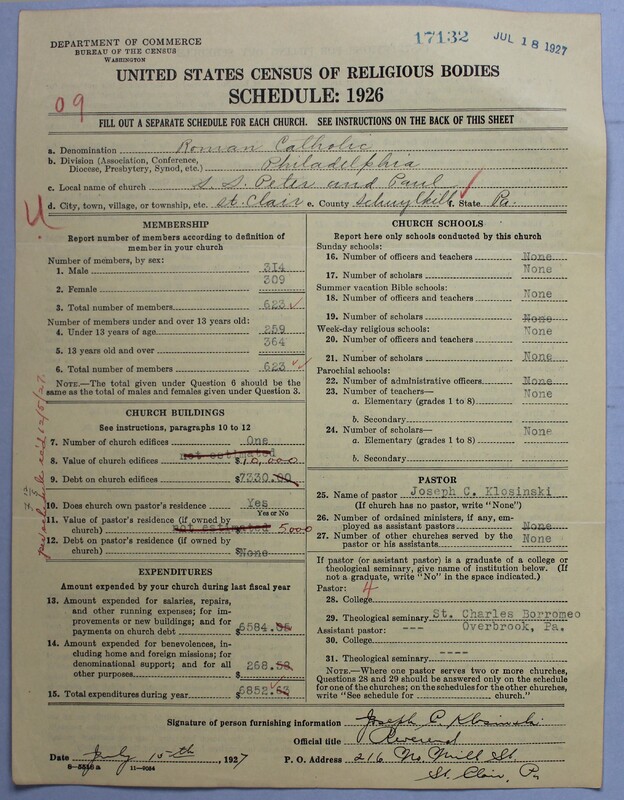 DEPARTMENT OF COMMERCE
BUREAU OF THE CENSUS
WASHINGTON
17132
JUL 18 1927
UNITED STATES CENSUS OF RELIGIOUS BODIES
SCHEDULE: 1926
09
FILL OUT A SEPARATE SCHEDULE FOR EACH CHURCH. SEE INSTRUCTIONS ON THE BACK OF THIS SHEET
a. Denomination Roman Catholic
b. Division (Association, Conference, Diocese, Presbytery, Synod, etc.) Philadelphia
c. Local name of church S S. Peter and Paul
d. City, town, village, or township, etc. St. Clair e. County Schuylkill f. State Pa.
U
MEMBERSHIP
Report number of members according to definition of
member in your church
Number of members, by sex:
1. Male 314
2. Female 309
3. Total number of members 623
Number of members under and over 13 years old:
4. Under 13 years of age 259
5. 13 years old and over 364
6. Total number of members 623
NOTE.—The total given under Question 6 should be
same as the total of males and females given under Question 3.
CHURCH BUILDINGS
See instructions, paragraphs 10 to 12
7. Number of church edifices One
not estimated
8. Value of church edifices $10,000
9. Debt on church edifices $7330.00
10. Does church own pastor's residence Yes
Yes or No
11. Value of pastor's residence (if owned by
church) not estimated 5000
12. Debt on pastor's residence (if owned by
church) $None
EXPENDITURES
Amount expended by your church during last fiscal year
13. Amount expended for salaries, repairs,
and other running expenses; for im-
provements or new buildings; and for
payments on church debt $6584.05
14. Amount expended for benevolences,
including home and foreign missions; for
denominational support; and for all
other purposes $268.58
15. Total expenditures during year $6852.63
CHURCH SCHOOLS
Report here only schools conducted by this church
Sunday schools:
16. Number of officers and teachers None
17. Number of scholars None
Summer vacation Bible schools:
18. Number of officers and teachers None
19. Number of scholars None
Week-day religious schools:
20. Number of officers and teachers None
21. Number of scholars None
Parochial schools:
22. Number of administrative officers None
23. Number of teachers—
a. Elementary (grades 1 to 8) None
b. Secondary
24. Number of scholars—
a. Elementary (grades 1 to 8) None
b. Secondary
PASTOR
25. Name of pastor Joseph C. Klosinski
(If church has no pastor, write "None")
26. Number of ordained ministers, if any, em-
ployed as assistant pastors None
27. Number of other churches served by the
pastor or his assistants None
If pastor (or assistant pastor) is a graduate of a college or
theological seminary, give name of institution below. (If
not a graduate, write "No" in the space indicated.)
Pastor: 4
28. College
29. Theological seminary St. Charles Borromeo
Assistant pastor: --- Overbrook, Pa.
30. College
31. Theological seminary ----
NOTE.—Where one pastor serves two or more churches,
Questions 28 and 29 should be answered only on the schedule
for one of the churches; on the schedules for the other churches,
write "See schedule for church."
Signature of person furnishing information Joseph C. Klosinski
Official title Reverend
Date July 15th, 1927 P. O. Address 216 No. Mill St.
St. Clair, Pa
11—9064